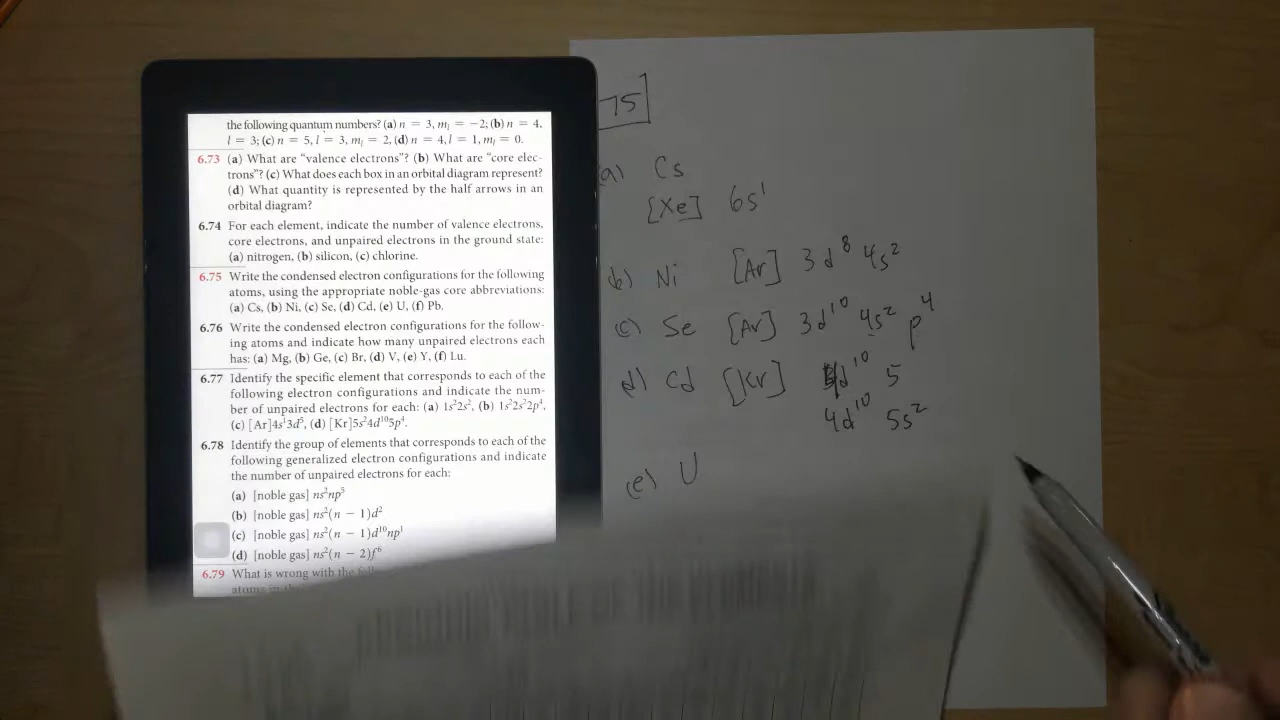 the following quantum numbers? (a) n = 3, mₗ = −2; (b) n = 4,
l = 3; (c) n = 5, l = 3, mₗ = 2, (d) n = 4, l = 1, mₗ = 0.
6.73 (a) What are “valence electrons”? (b) What are “core elec-
trons”? (c) What does each box in an orbital diagram represent?
(d) What quantity is represented by the half arrows in an
orbital diagram?
6.74 For each element, indicate the number of valence electrons,
core electrons, and unpaired electrons in the ground state:
(a) nitrogen, (b) silicon, (c) chlorine.
6.75 Write the condensed electron configurations for the following
atoms, using the appropriate noble-gas core abbreviations:
(a) Cs, (b) Ni, (c) Se, (d) Cd, (e) U, (f) Pb.
6.76 Write the condensed electron configurations for the follow-
ing atoms and indicate how many unpaired electrons each
has: (a) Mg, (b) Ge, (c) Br, (d) V, (e) Y, (f) Lu.
6.77 Identify the specific element that corresponds to each of the
following electron configurations and indicate the num-
ber of unpaired electrons for each: (a) 1s²2s², (b) 1s²2s²2p⁴,
(c) [Ar]4s¹3d⁵, (d) [Kr]5s²4d¹⁰5p⁴.
6.78 Identify the group of elements that corresponds to each of the
following generalized electron configurations and indicate
the number of unpaired electrons for each:
(a) [noble gas] ns²np⁵
(b) [noble gas] ns²(n − 1)d²
(c) [noble gas] ns²(n − 1)d¹⁰np¹
(d) [noble gas] ns²(n − 2)f⁶
6.79 What is wrong with the
atoms in
75
(a) Cs
[Xe] 6s¹
(b) Ni [Ar] 3d⁸ 4s²
(c) Se [Ar] 3d¹⁰ 4s² p⁴
(d) Cd [Kr] d¹⁰ 5
4d¹⁰ 5s²
(e) U